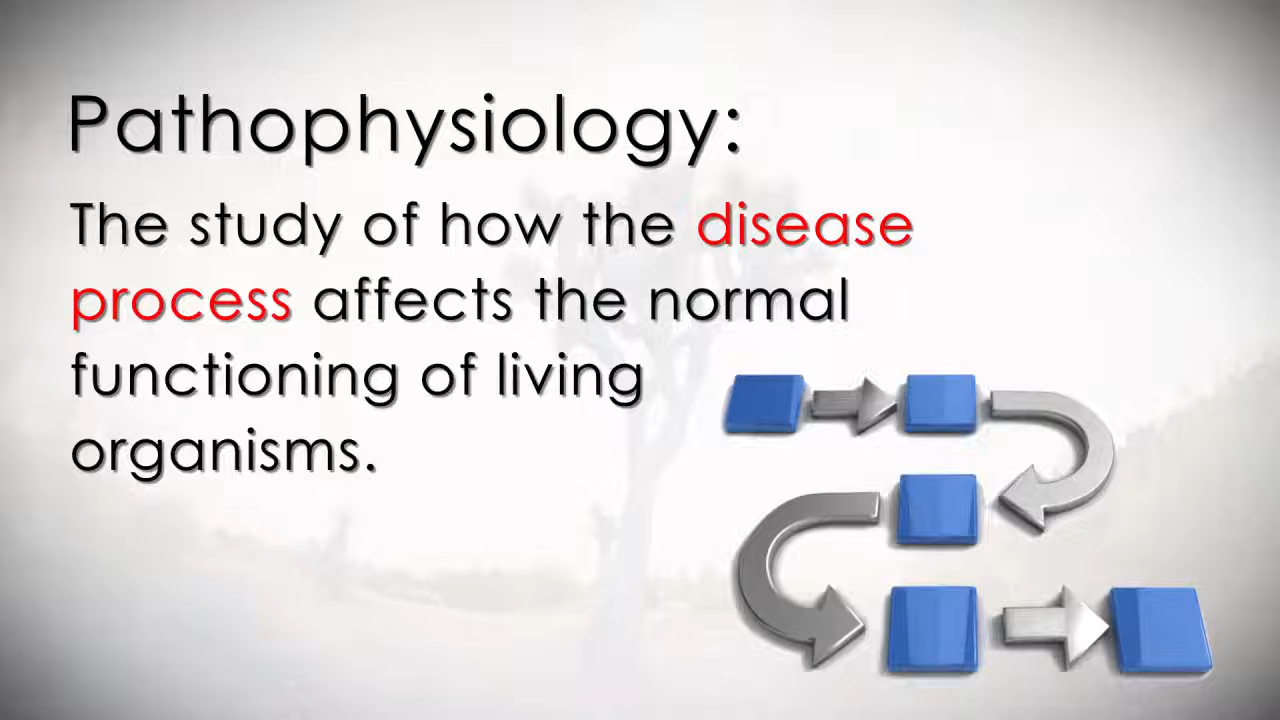 Pathophysiology:
The study of how the disease
process affects the normal
functioning of living
organisms.